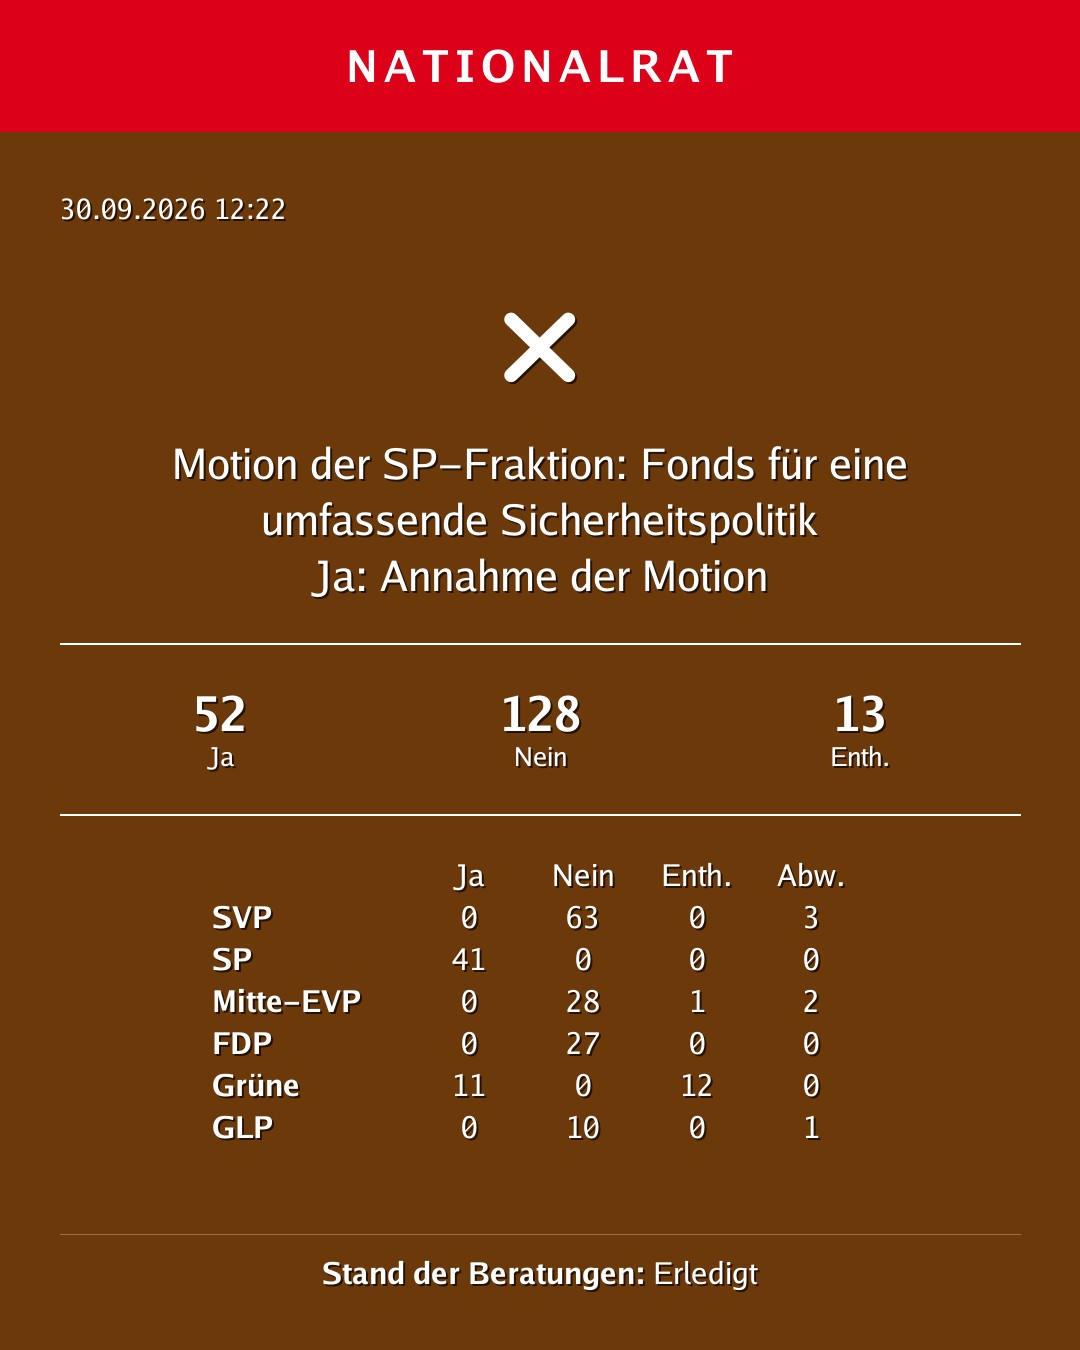 NATIONALRAT
30.09.2026 12:22
Motion der SP–Fraktion: Fonds für eine
umfassende Sicherheitspolitik
Ja: Annahme der Motion
52 128 13
Ja Nein Enth.
Ja Nein Enth. Abw.
SVP 0 63 0 3
SP 41 0 0 0
Mitte–EVP 0 28 1 2
FDP 0 27 0 0
Grüne 11 0 12 0
GLP 0 10 0 1
Stand der Beratungen: Erledigt